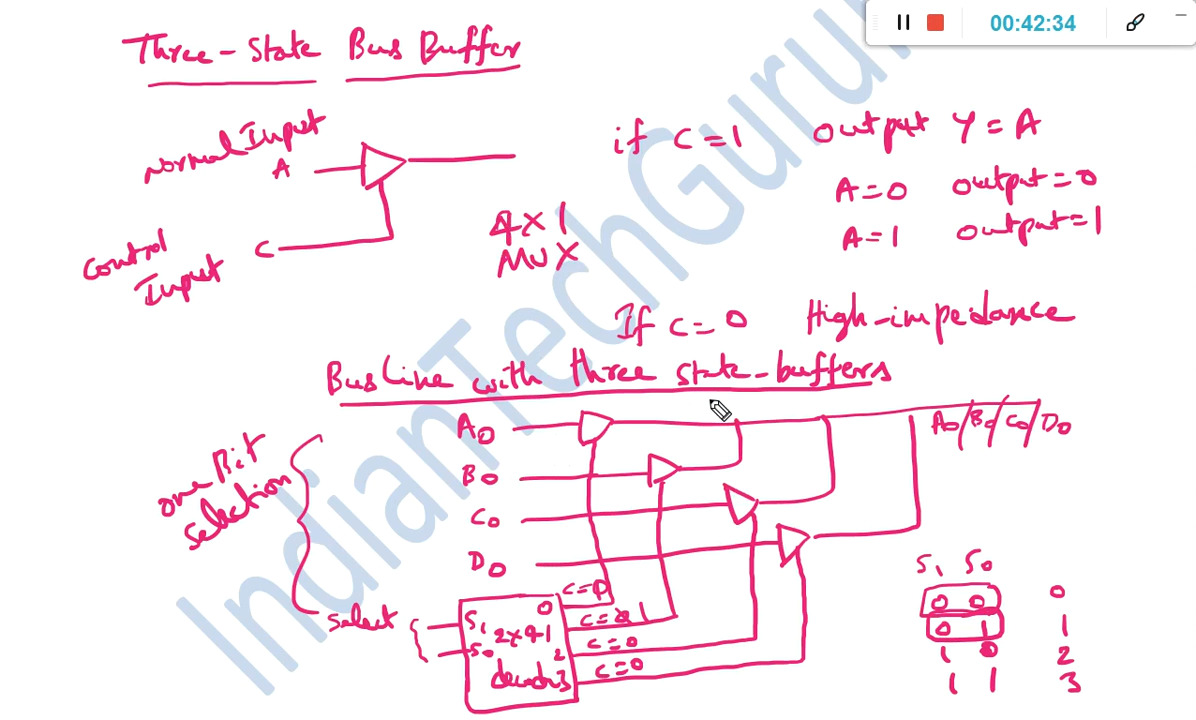 00:42:34
Three-State Bus Buffer
Normal Input
A
Control
Input
C
4x1
MUX
if C=1 output Y=A
A=0 output=0
A=1 output=1
If C=0 High-impedance
Bus Line with three state-buffers
one Bit
selection
A0
B0
C0
D0
A0/B0/C0/D0
select
S1
S0
2x4
decoder
0
1
2
3
C=0
C=0
C=0
S1 S0
0 0 0
0 1 1
1 0 2
1 1 3
IndianTechGuru